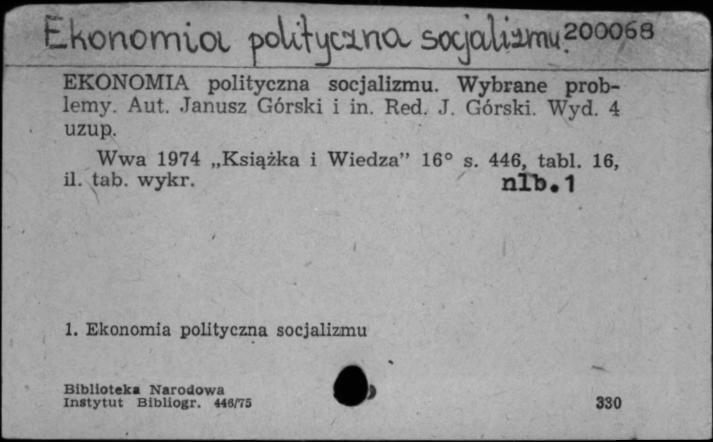 Ekonomia polityczna socjalizmu. 200068
EKONOMIA polityczna socjalizmu. Wybrane prob-
lemy. Aut. Janusz Górski i in. Red. J. Górski. Wyd. 4
uzup.
Wwa 1974 „Książka i Wiedza” 16° s. 446, tabl. 16,
il. tab. wykr. nlb. 1
1. Ekonomia polityczna socjalizmu
Biblioteka Narodowa
Instytut Bibliogr. 446/75 330